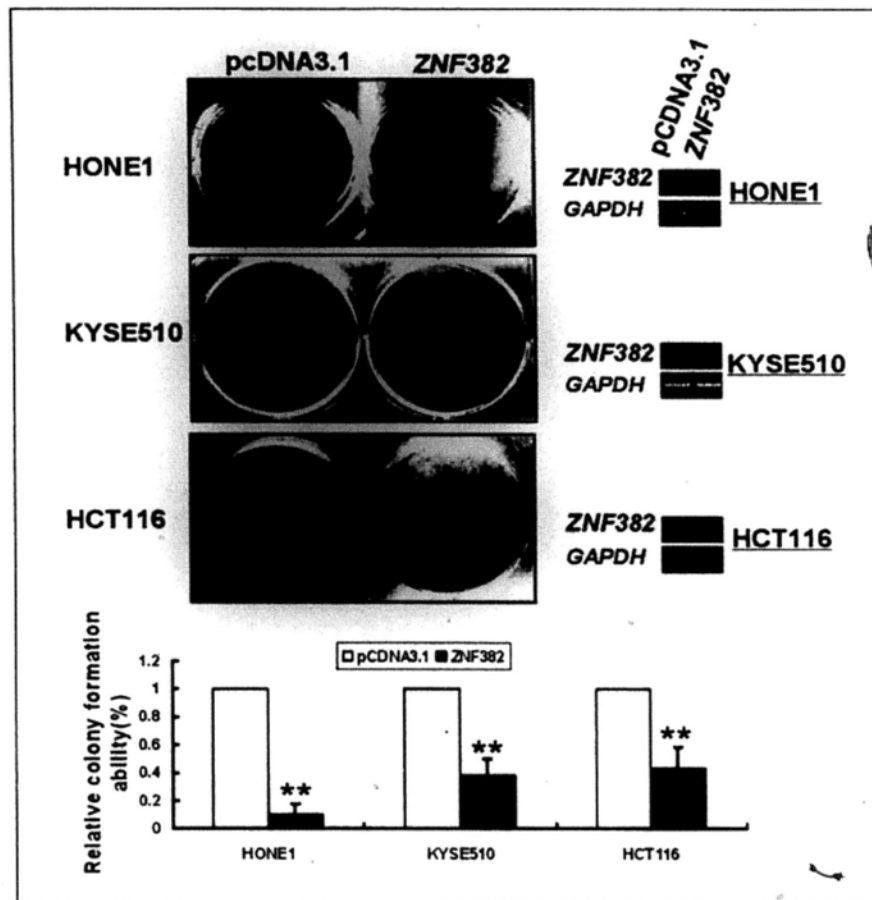 pcDNA3.1 ZNF382
HONE1
KYSE510
HCT116
pCDNA3.1
ZNF382
ZNF382
GAPDH
HONE1
ZNF382
GAPDH
KYSE510
ZNF382
GAPDH
HCT116
pCDNA3.1 ZNF382
Relative colony formation
ability(%)
1.2
1
0.8
0.6
0.4
0.2
0
**
**
**
HONE1 KYSE510 HCT116